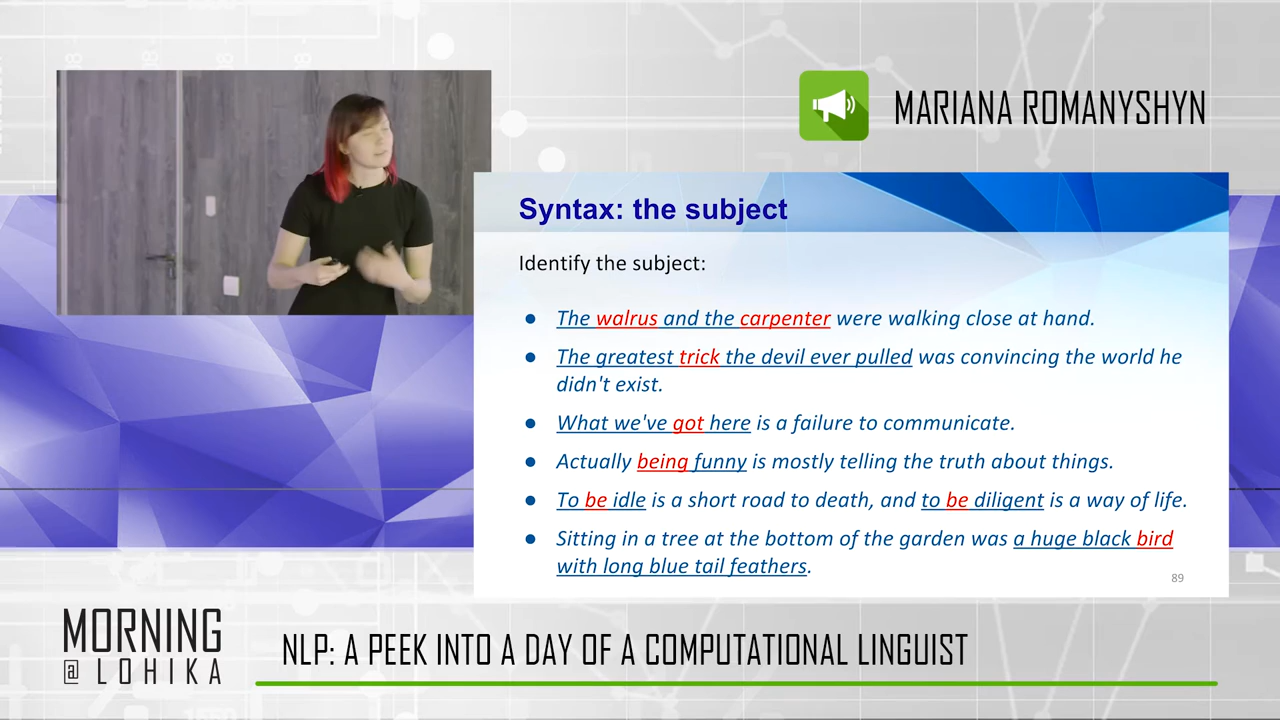 MARIANA ROMANYSHYN
Syntax: the subject
Identify the subject:
● The walrus and the carpenter were walking close at hand.
● The greatest trick the devil ever pulled was convincing the world he
didn't exist.
● What we've got here is a failure to communicate.
● Actually being funny is mostly telling the truth about things.
● To be idle is a short road to death, and to be diligent is a way of life.
● Sitting in a tree at the bottom of the garden was a huge black bird
with long blue tail feathers.
89
MORNING
@ LOHIKA
NLP: A PEEK INTO A DAY OF A COMPUTATIONAL LINGUIST